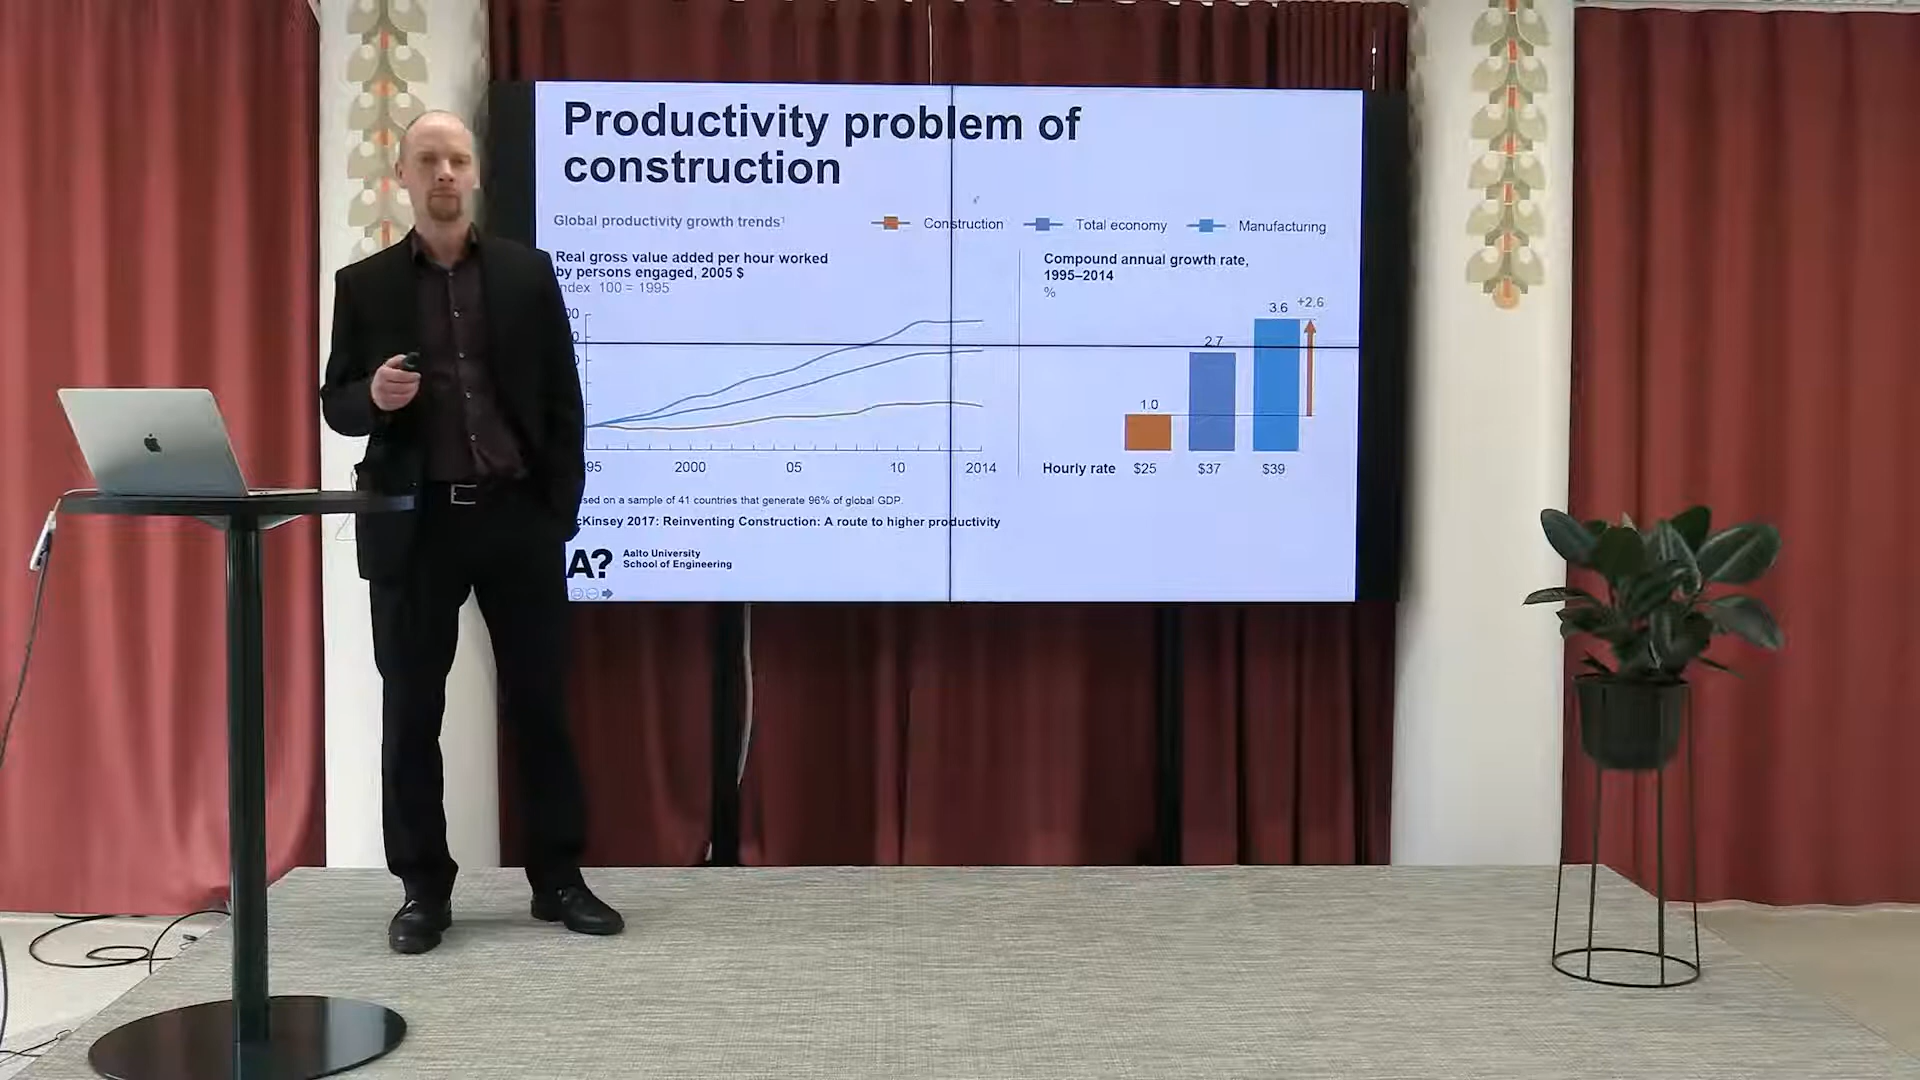 Productivity problem of
construction
Global productivity growth trends¹
Construction
Total economy
Manufacturing
Real gross value added per hour worked
by persons engaged, 2005 $
100 = 1995
2000
05
10
2014
Compound annual growth rate,
1995–2014
%
1.0
2.7
3.6
+2.6
Hourly rate
$25
$37
$39
on a sample of 41 countries that generate 96% of global GDP.
2017: Reinventing Construction: A route to higher productivity
A?
Aalto University
School of Engineering